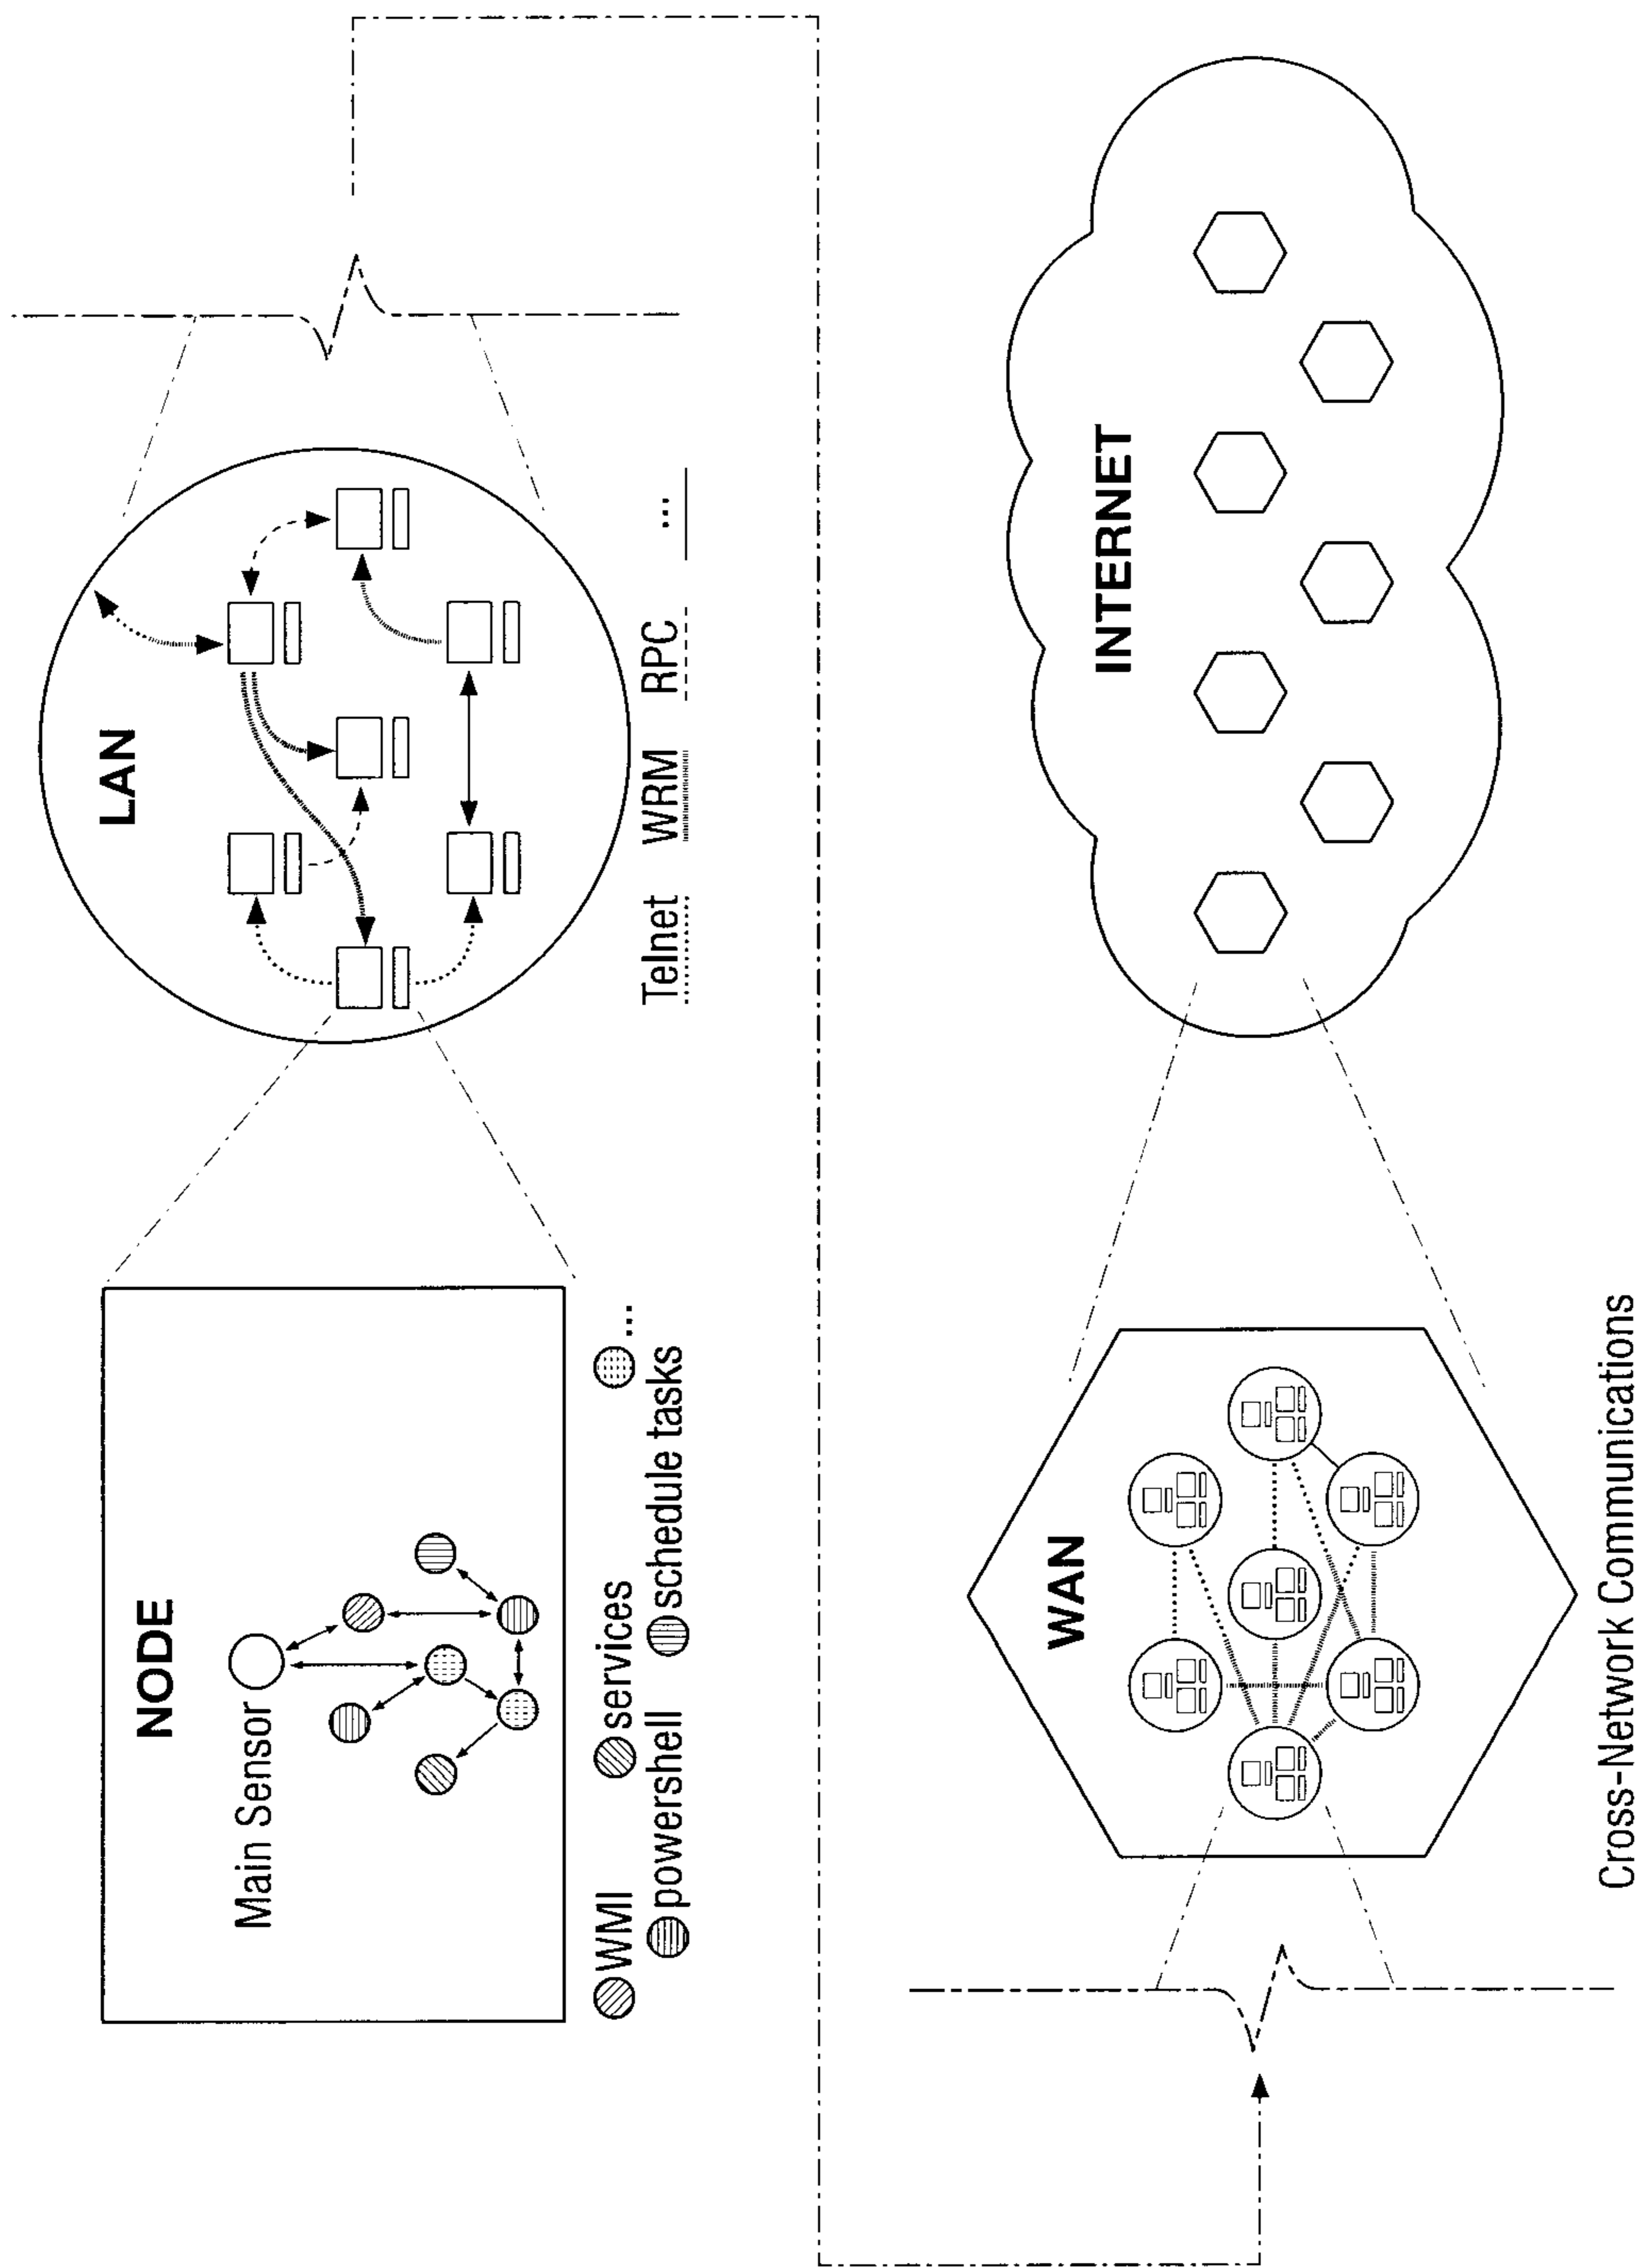 NODE
Main Sensor
WMI services ...
powershell schedule tasks
LAN
Telnet WRM RPC ...
WAN
Cross-Network Communications
INTERNET